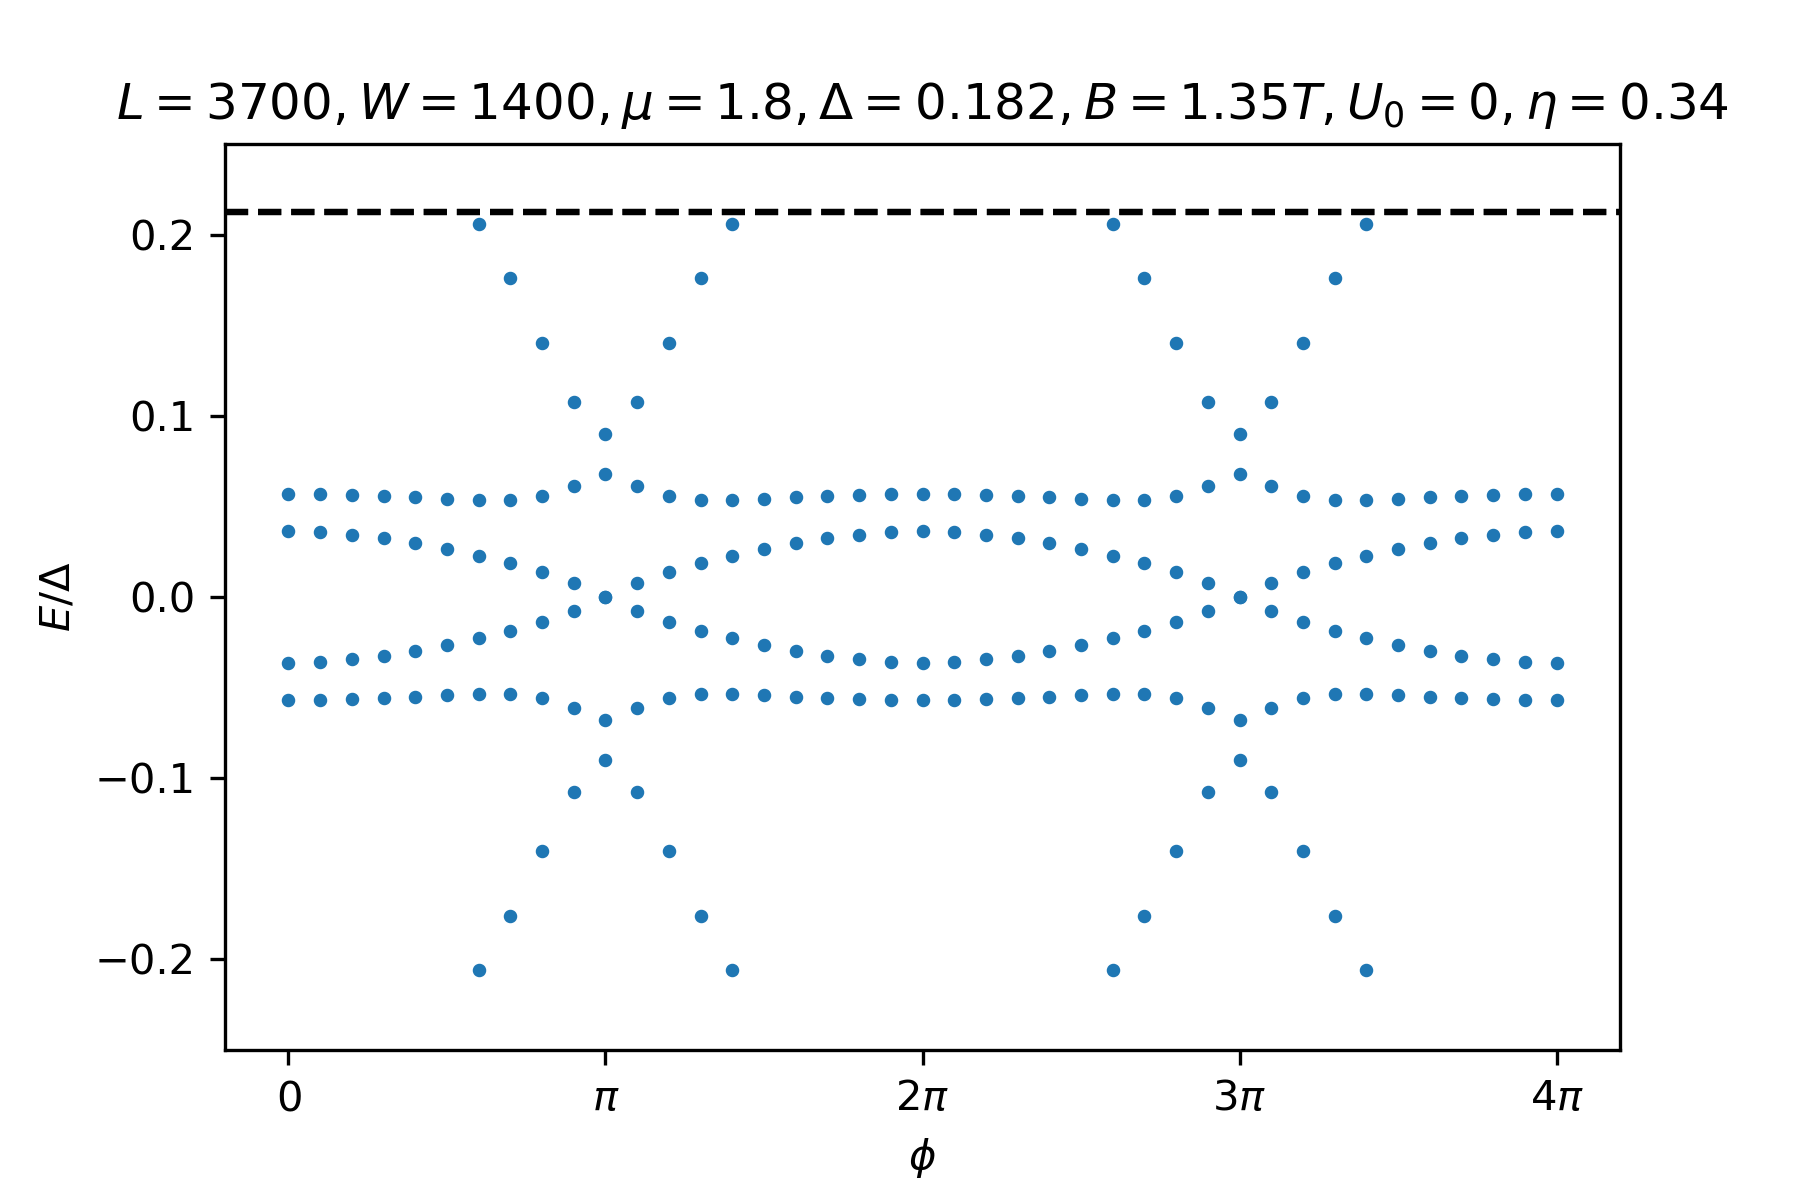 L = 3700, W = 1400, μ = 1.8, Δ = 0.182, B = 1.35T, U₀ = 0, η = 0.34
0.2
0.1
0.0
−0.1
−0.2
E/Δ
0 π 2π 3π 4π
ϕ